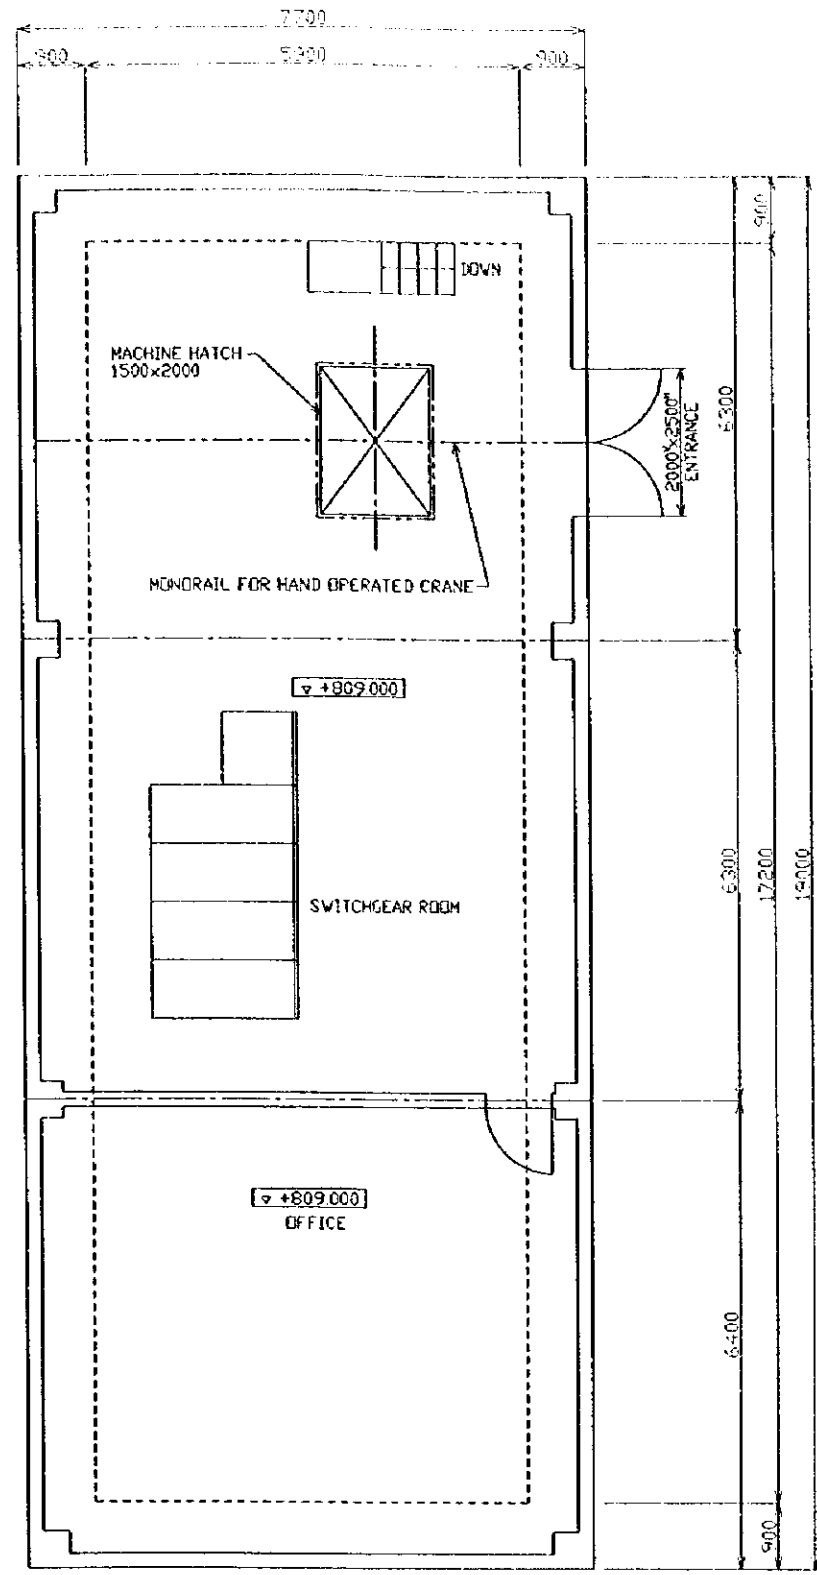 7700
900
5900
900
900
DOWN
MACHINE HATCH
1500x2000
6300
2000ʷx2500ᴴ
ENTRANCE
MONORAIL FOR HAND OPERATED CRANE
▽ +809.000
6300
17200
19000
SWITCHGEAR ROOM
▽ +809.000
OFFICE
6400
900